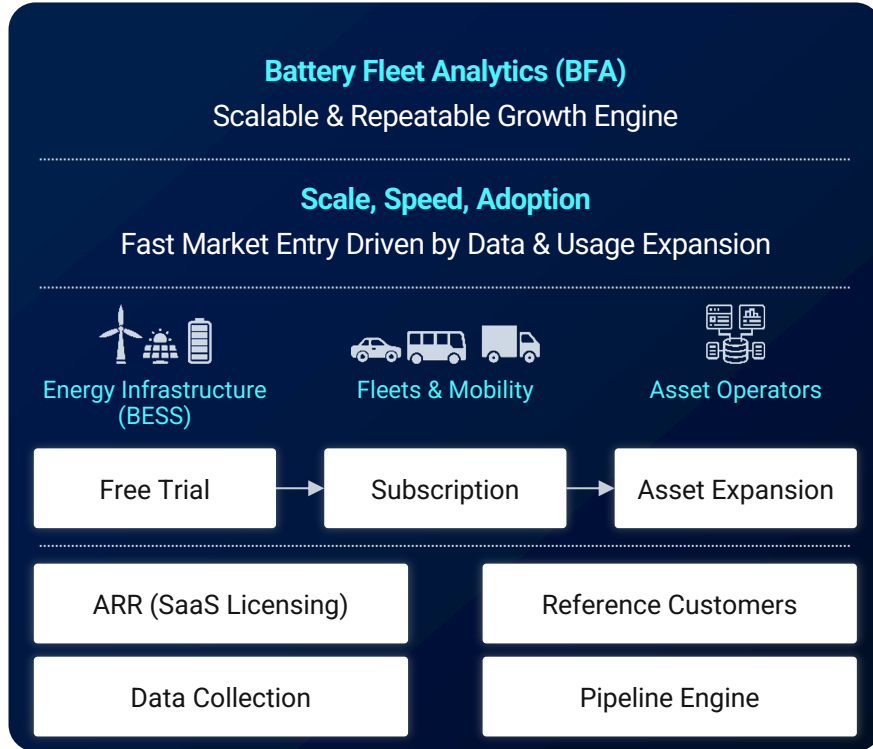 Battery Fleet Analytics (BFA)
Scalable & Repeatable Growth Engine
Scale, Speed, Adoption
Fast Market Entry Driven by Data & Usage Expansion
Energy Infrastructure
(BESS)
Fleets & Mobility
Asset Operators
Free Trial
Subscription
Asset Expansion
ARR (SaaS Licensing)
Reference Customers
Data Collection
Pipeline Engine